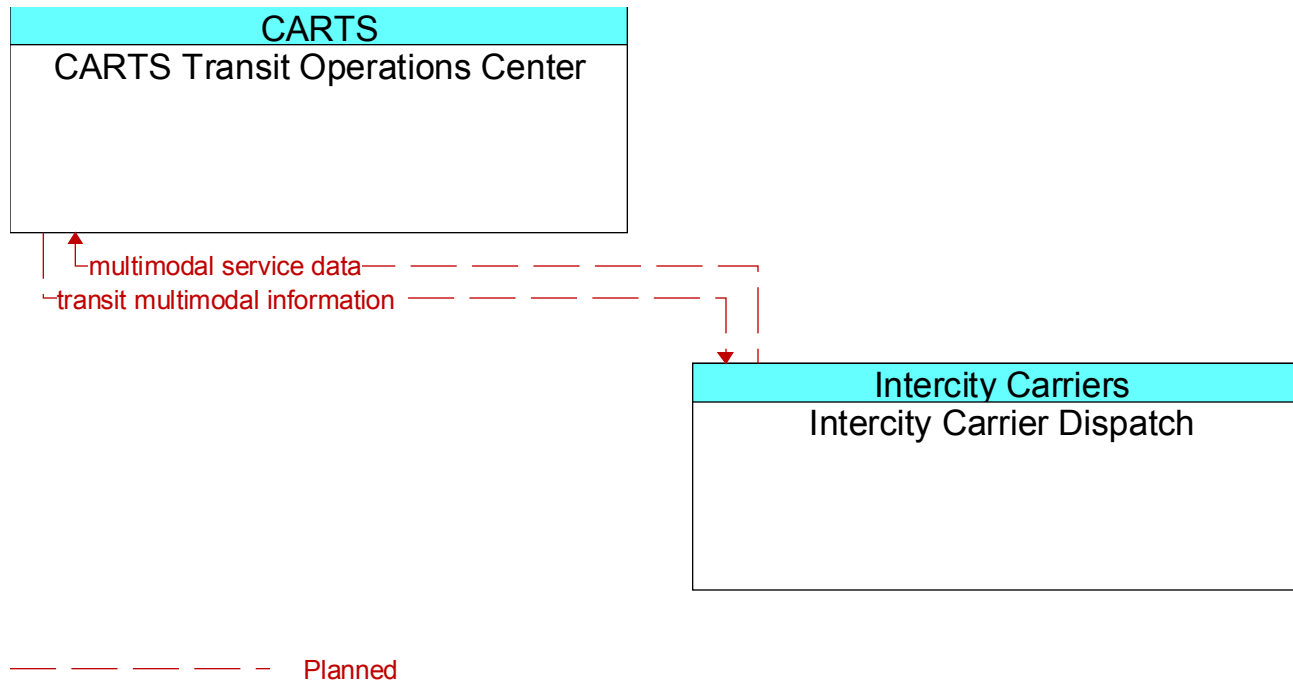 CARTS
CARTS Transit Operations Center
multimodal service data
transit multimodal information
Intercity Carriers
Intercity Carrier Dispatch
Planned